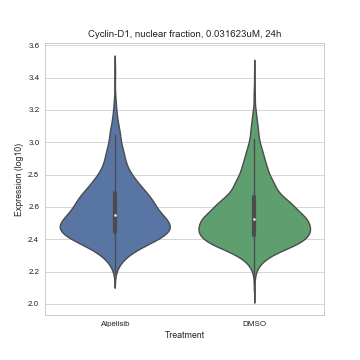 Cyclin-D1, nuclear fraction, 0.031623uM, 24h
3.6
3.4
3.2
3.0
2.8
2.6
2.4
2.2
2.0
Expression (log10)
Alpelisib
DMSO
Treatment